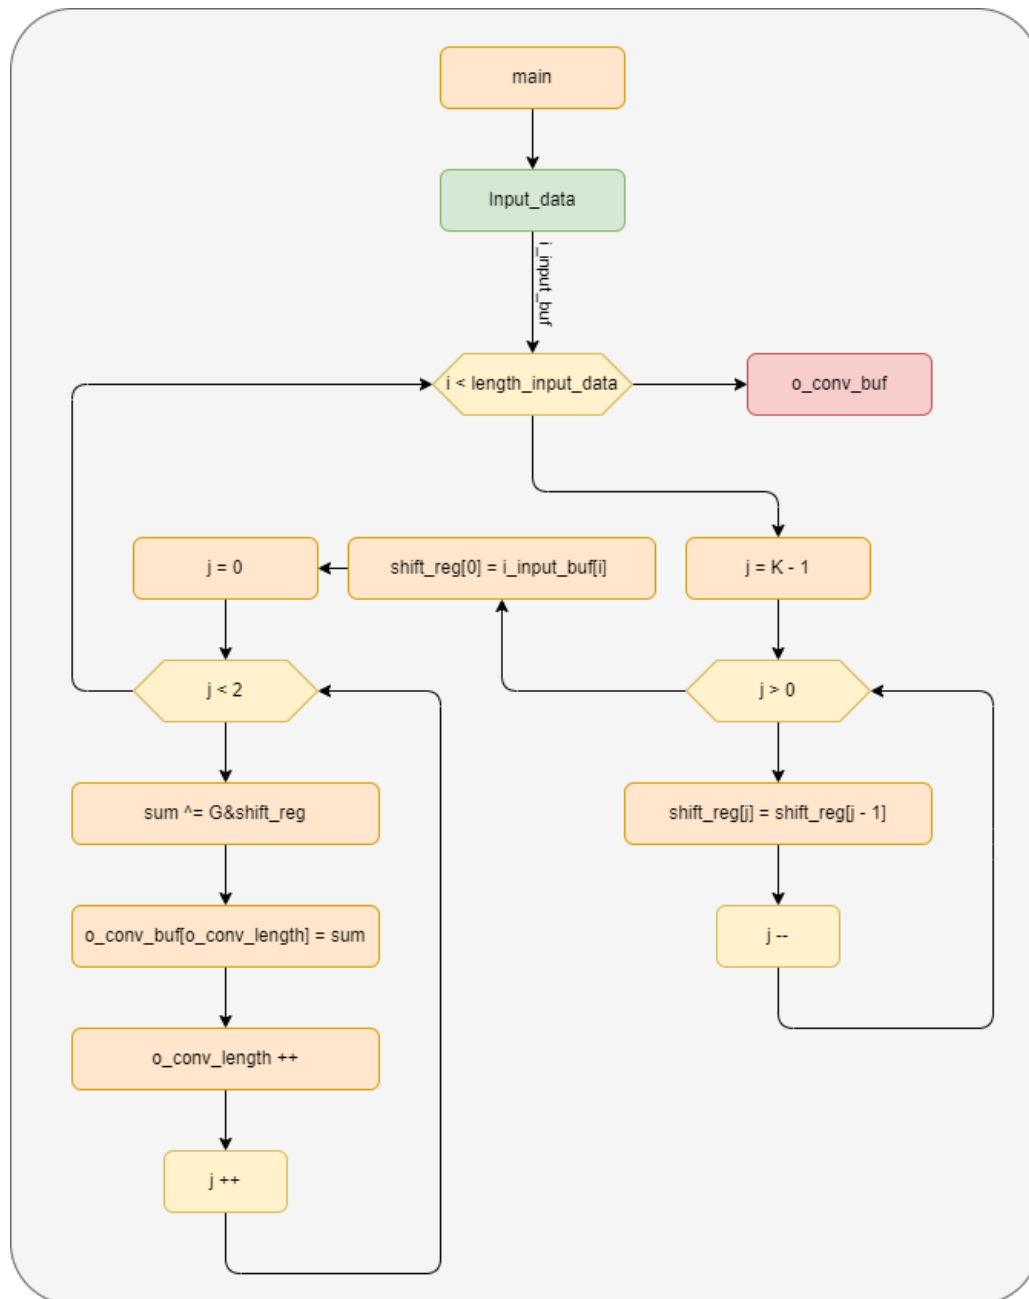 main
Input_data
i_input_buf
i < length_input_data
o_conv_buf
j = 0
shift_reg[0] = i_input_buf[i]
j = K - 1
j < 2
j > 0
sum ^= G&shift_reg
shift_reg[j] = shift_reg[j - 1]
o_conv_buf[o_conv_length] = sum
j --
o_conv_length ++
j ++